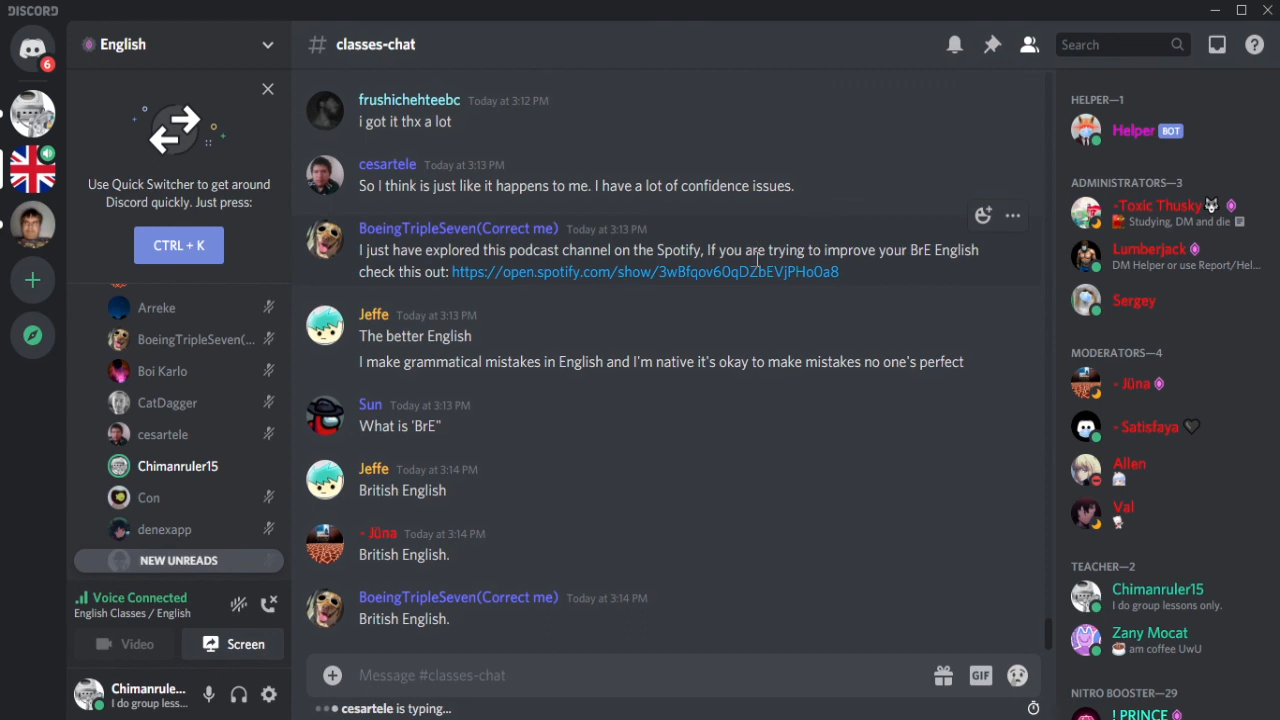 DISCORD
6
English
Use Quick Switcher to get around
Discord quickly. Just press:
CTRL + K
Arreke
BoeingTripleSeven(...
Boi Karlo
CatDagger
cesartele
Chimanruler15
Con
denexapp
NEW UNREADS
Voice Connected
English Classes / English
Video
Screen
Chimanrule...
I do group less...
# classes-chat
Search
frushichehteebc Today at 3:12 PM
i got it thx a lot
cesartele Today at 3:13 PM
So I think is just like it happens to me. I have a lot of confidence issues.
BoeingTripleSeven(Correct me) Today at 3:13 PM
I just have explored this podcast channel on the Spotify, If you are trying to improve your BrE English
check this out: https://open.spotify.com/show/3wBfqov60qDZbEVjPHo0a8
Jeffe Today at 3:13 PM
The better English
I make grammatical mistakes in English and I'm native it's okay to make mistakes no one's perfect
Sun Today at 3:13 PM
What is 'BrE"
Jeffe Today at 3:14 PM
British English
Jüna Today at 3:14 PM
British English.
BoeingTripleSeven(Correct me) Today at 3:14 PM
British English.
Message #classes-chat
GIF
cesartele is typing...
HELPER—1
Helper BOT
ADMINISTRATORS—3
Toxic Thusky
Studying, DM and die
Lumberjack
DM Helper or use Report/Hel...
Sergey
MODERATORS—4
Jüna
Satisfaya
Allen
Val
TEACHER—2
Chimanruler15
I do group lessons only.
Zany Mocat
am coffee UwU
NITRO BOOSTER—29
! PRINCE